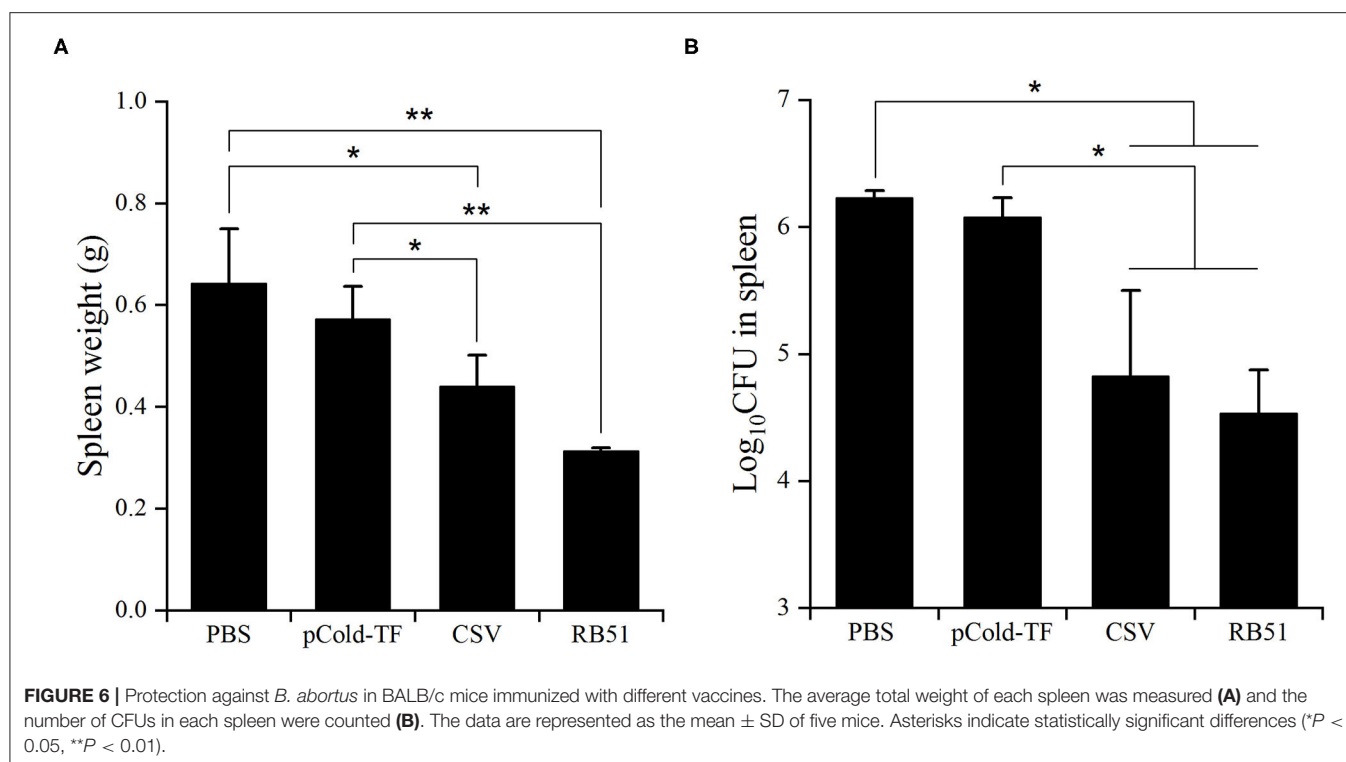 A
Spleen weight (g)
1.0
0.8
0.6
0.4
0.2
0.0
**
*
**
*
PBS pCold-TF CSV RB51
B
Log10CFU in spleen
7
6
5
4
3
*
*
PBS pCold-TF CSV RB51
FIGURE 6 | Protection against B. abortus in BALB/c mice immunized with different vaccines. The average total weight of each spleen was measured (A) and the
number of CFUs in each spleen were counted (B). The data are represented as the mean ± SD of five mice. Asterisks indicate statistically significant differences (*P <
0.05, **P < 0.01).